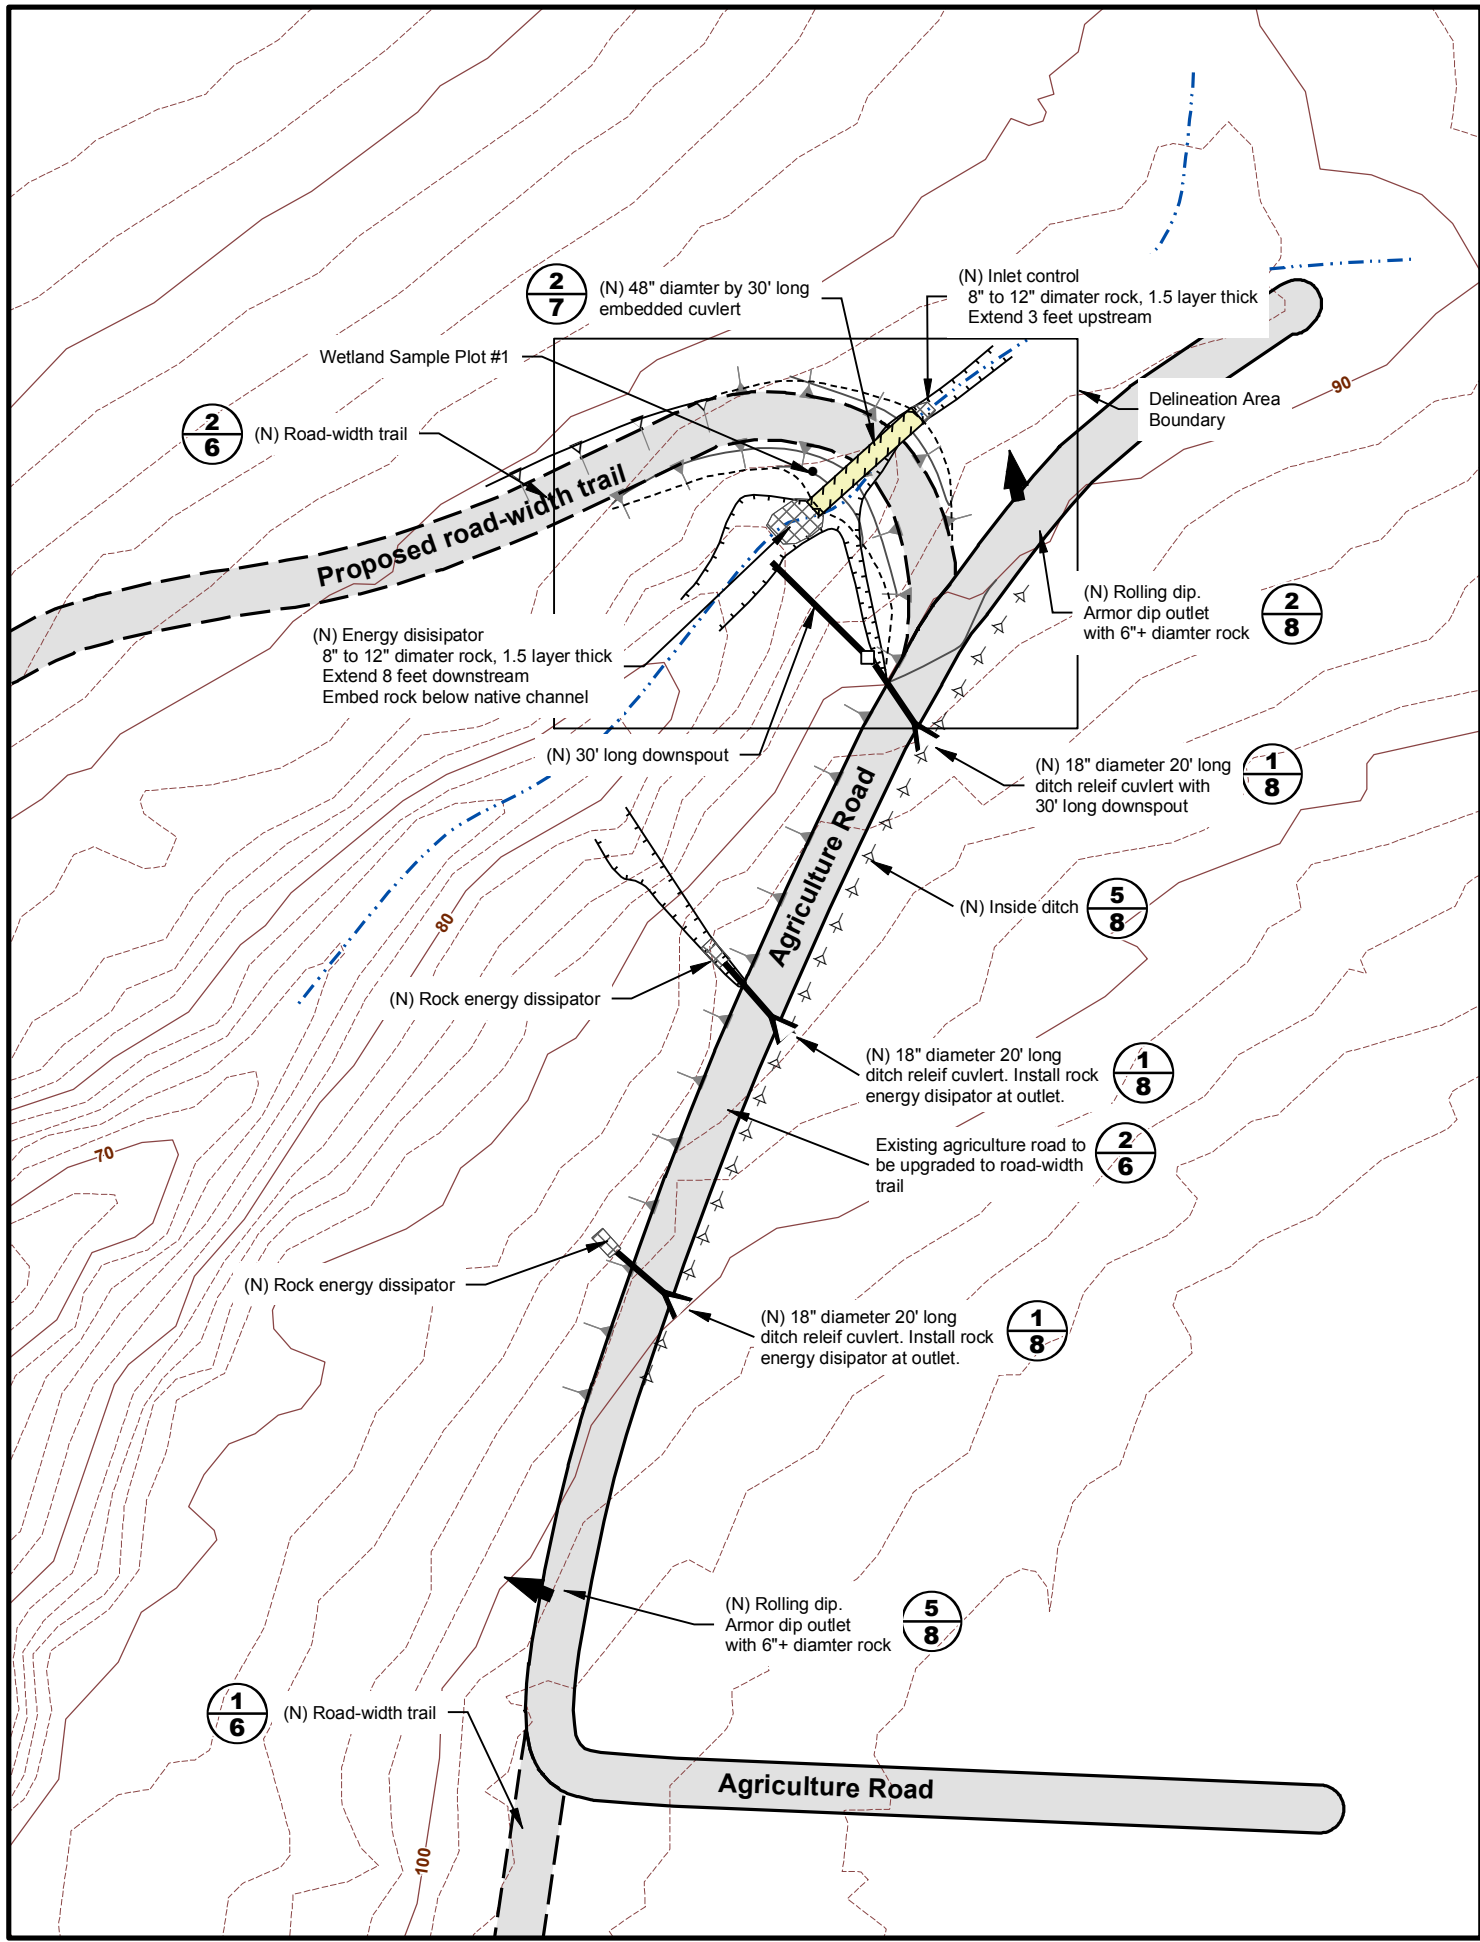 2
7
(N) 48" diamter by 30' long
embedded cuvlert
(N) Inlet control
8" to 12" dimater rock, 1.5 layer thick
Extend 3 feet upstream
Wetland Sample Plot #1
90
Delineation Area
Boundary
2
6
(N) Road-width trail
Proposed road-width trail
(N) Rolling dip.
Armor dip outlet
with 6"+ diamter rock
2
8
(N) Energy disisipator
8" to 12" dimater rock, 1.5 layer thick
Extend 8 feet downstream
Embed rock below native channel
(N) 30' long downspout
(N) 18" diameter 20' long
ditch releif cuvlert with
30' long downspout
1
8
Agriculture Road
80
(N) Inside ditch
5
8
(N) Rock energy dissipator
(N) 18" diameter 20' long
ditch releif cuvlert. Install rock
energy disipator at outlet.
1
8
70
Existing agriculture road to
be upgraded to road-width
trail
2
6
(N) Rock energy dissipator
(N) 18" diameter 20' long
ditch releif cuvlert. Install rock
energy disipator at outlet.
1
8
(N) Rolling dip.
Armor dip outlet
with 6"+ diamter rock
5
8
1
6
(N) Road-width trail
Agriculture Road
100